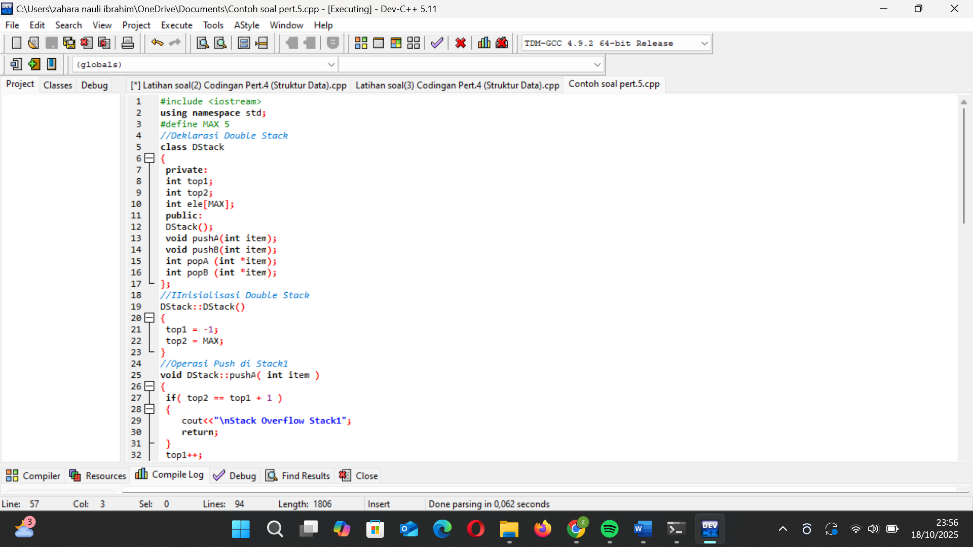 C:\Users\zahara nauli ibrahim\OneDrive\Documents\Contoh soal pert.5.cpp - [Executing] - Dev-C++ 5.11
File Edit Search View Project Execute Tools AStyle Window Help
TDM-GCC 4.9.2 64-bit Release
(globals)
Project Classes Debug [*] Latihan soal(2) Codingan Pert.4 (Struktur Data).cpp Latihan soal(3) Codingan Pert.4 (Struktur Data).cpp Contoh soal pert.5.cpp
1 #include <iostream>
2 using namespace std;
3 #define MAX 5
4 //Deklarasi Double Stack
5 class DStack
6 {
7 private:
8 int top1;
9 int top2;
10 int ele[MAX];
11 public:
12 DStack();
13 void pushA(int item);
14 void pushB(int item);
15 int popA (int *item);
16 int popB (int *item);
17 };
18 //IInisialisasi Double Stack
19 DStack::DStack()
20 {
21 top1 = -1;
22 top2 = MAX;
23 }
24 //Operasi Push di Stack1
25 void DStack::pushA( int item )
26 {
27 if( top2 == top1 + 1 )
28 {
29 cout<<"\nStack Overflow Stack1";
30 return;
31 }
32 top1++;
Compiler Resources Compile Log Debug Find Results Close
Line: 57 Col: 3 Sel: 0 Lines: 94 Length: 1806 Insert Done parsing in 0,062 seconds
3
23:56
18/10/2025